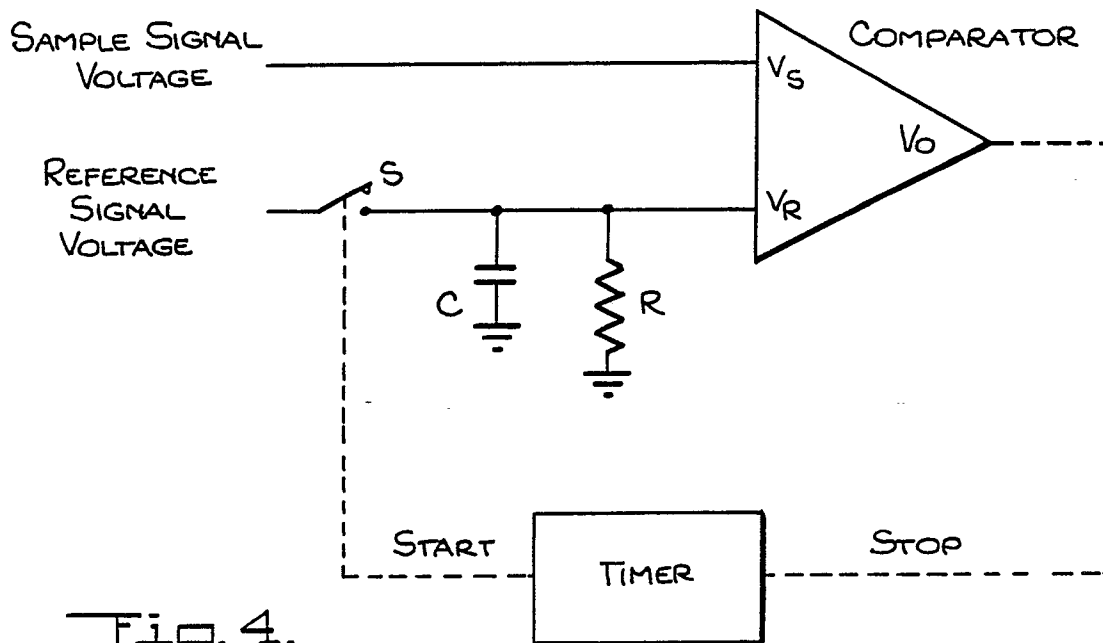 SAMPLE SIGNAL
VOLTAGE
COMPARATOR
VS
VO
REFERENCE
SIGNAL
VOLTAGE
S
VR
C
R
START
TIMER
STOP
Fig. 4.